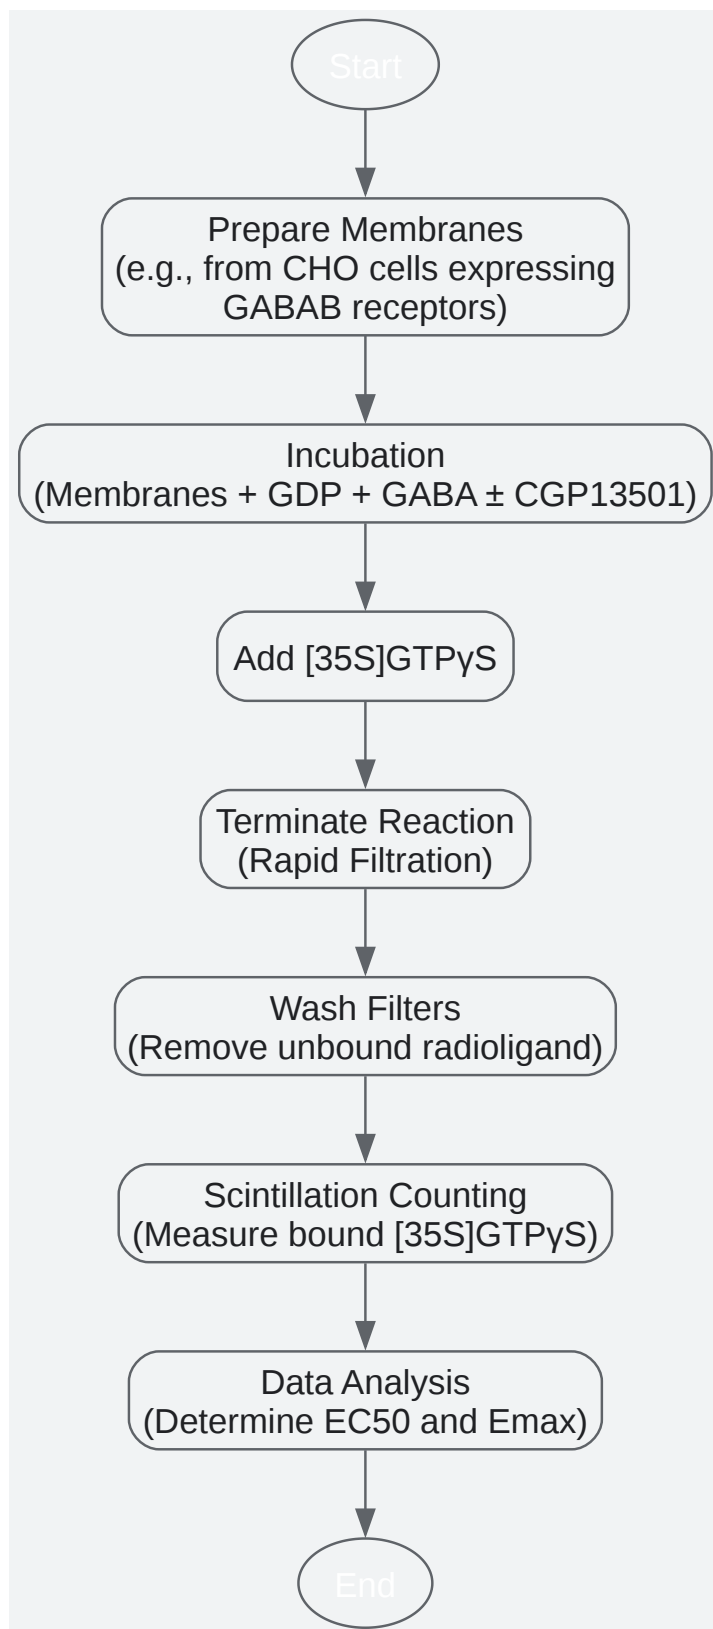 Start
Prepare Membranes
(e.g., from CHO cells expressing
GABAB receptors)
Incubation
(Membranes + GDP + GABA ± CGP13501)
Add [35S]GTPγS
Terminate Reaction
(Rapid Filtration)
Wash Filters
(Remove unbound radioligand)
Scintillation Counting
(Measure bound [35S]GTPγS)
Data Analysis
(Determine EC50 and Emax)
End